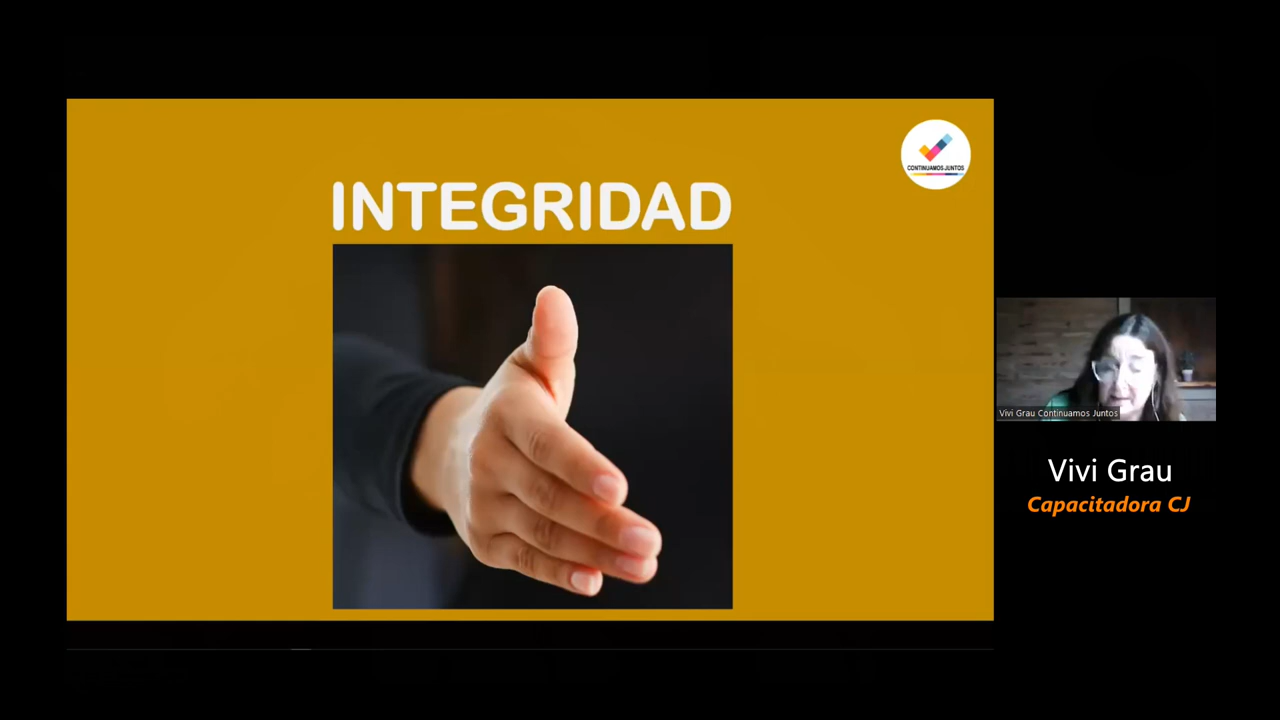 CONTINUAMOS JUNTOS
INTEGRIDAD
Vivi Grau Continuamos Juntos
Vivi Grau
Capacitadora CJ